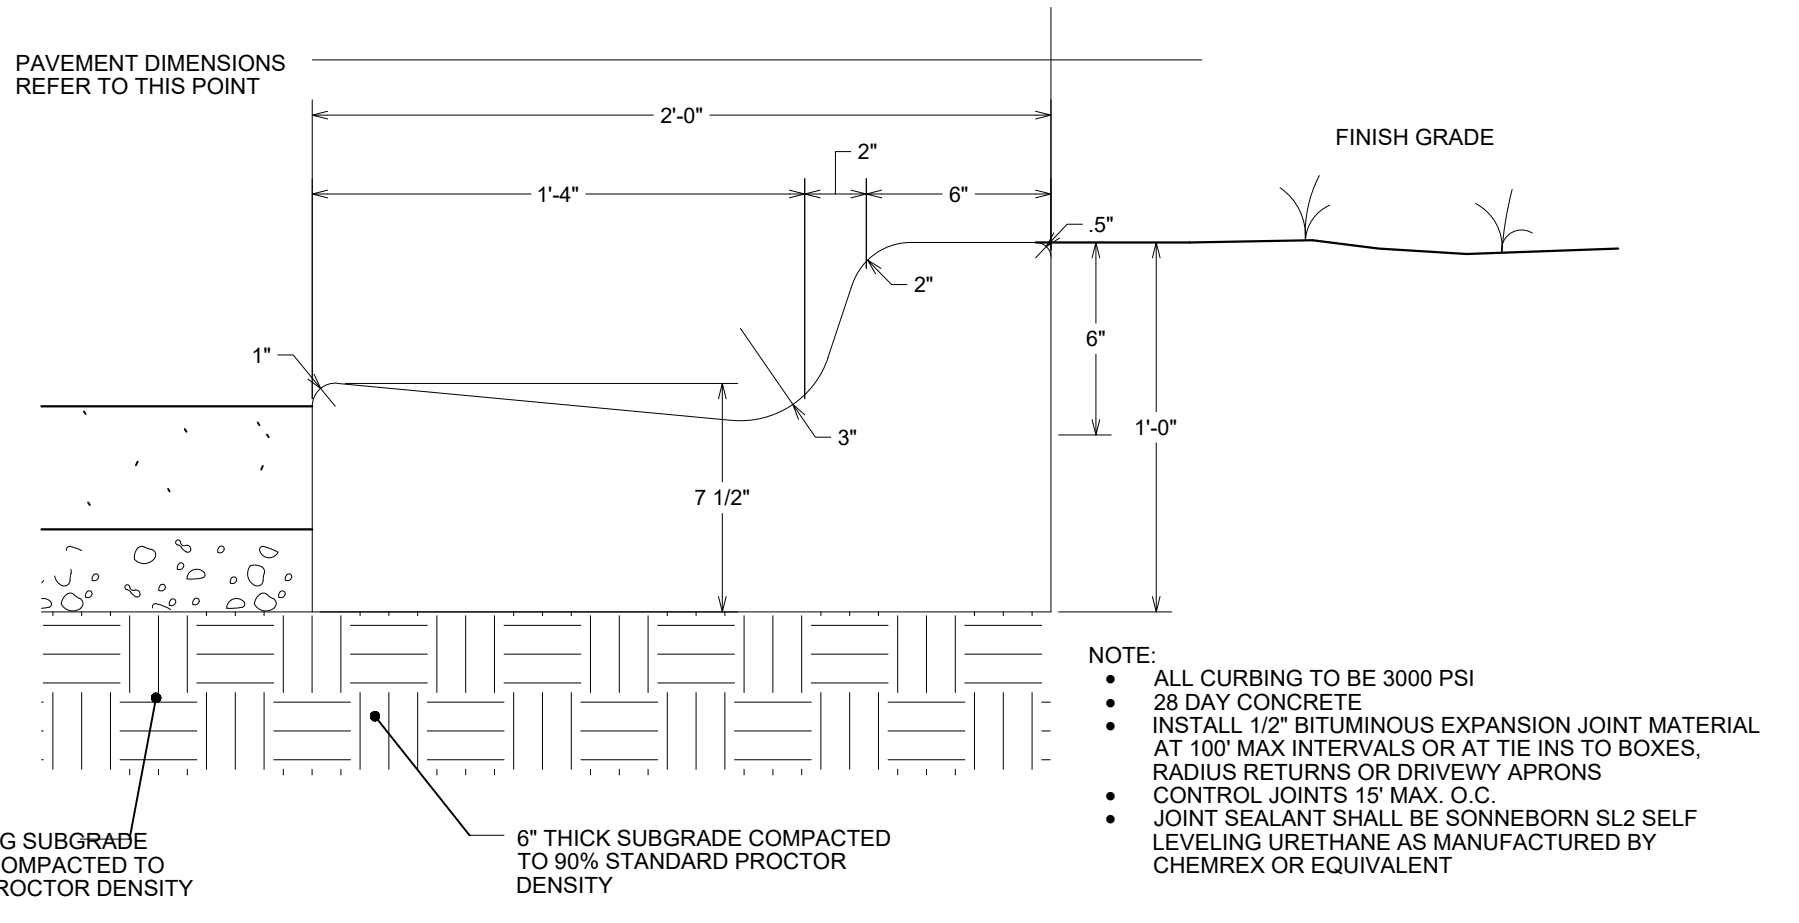 PAVEMENT DIMENSIONS
REFER TO THIS POINT
2'-0"
2"
FINISH GRADE
1'-4"
6"
.5"
2"
6"
1"
1'-0"
3"
7 1/2"
NOTE:
• ALL CURBING TO BE 3000 PSI
• 28 DAY CONCRETE
• INSTALL 1/2" BITUMINOUS EXPANSION JOINT MATERIAL
AT 100' MAX INTERVALS OR AT TIE INS TO BOXES,
RADIUS RETURNS OR DRIVEWY APRONS
• CONTROL JOINTS 15' MAX. O.C.
• JOINT SEALANT SHALL BE SONNEBORN SL2 SELF
LEVELING URETHANE AS MANUFACTURED BY
CHEMREX OR EQUIVALENT
G SUBGRADE
OMPACTED TO
ROCTOR DENSITY
6" THICK SUBGRADE COMPACTED
TO 90% STANDARD PROCTOR
DENSITY